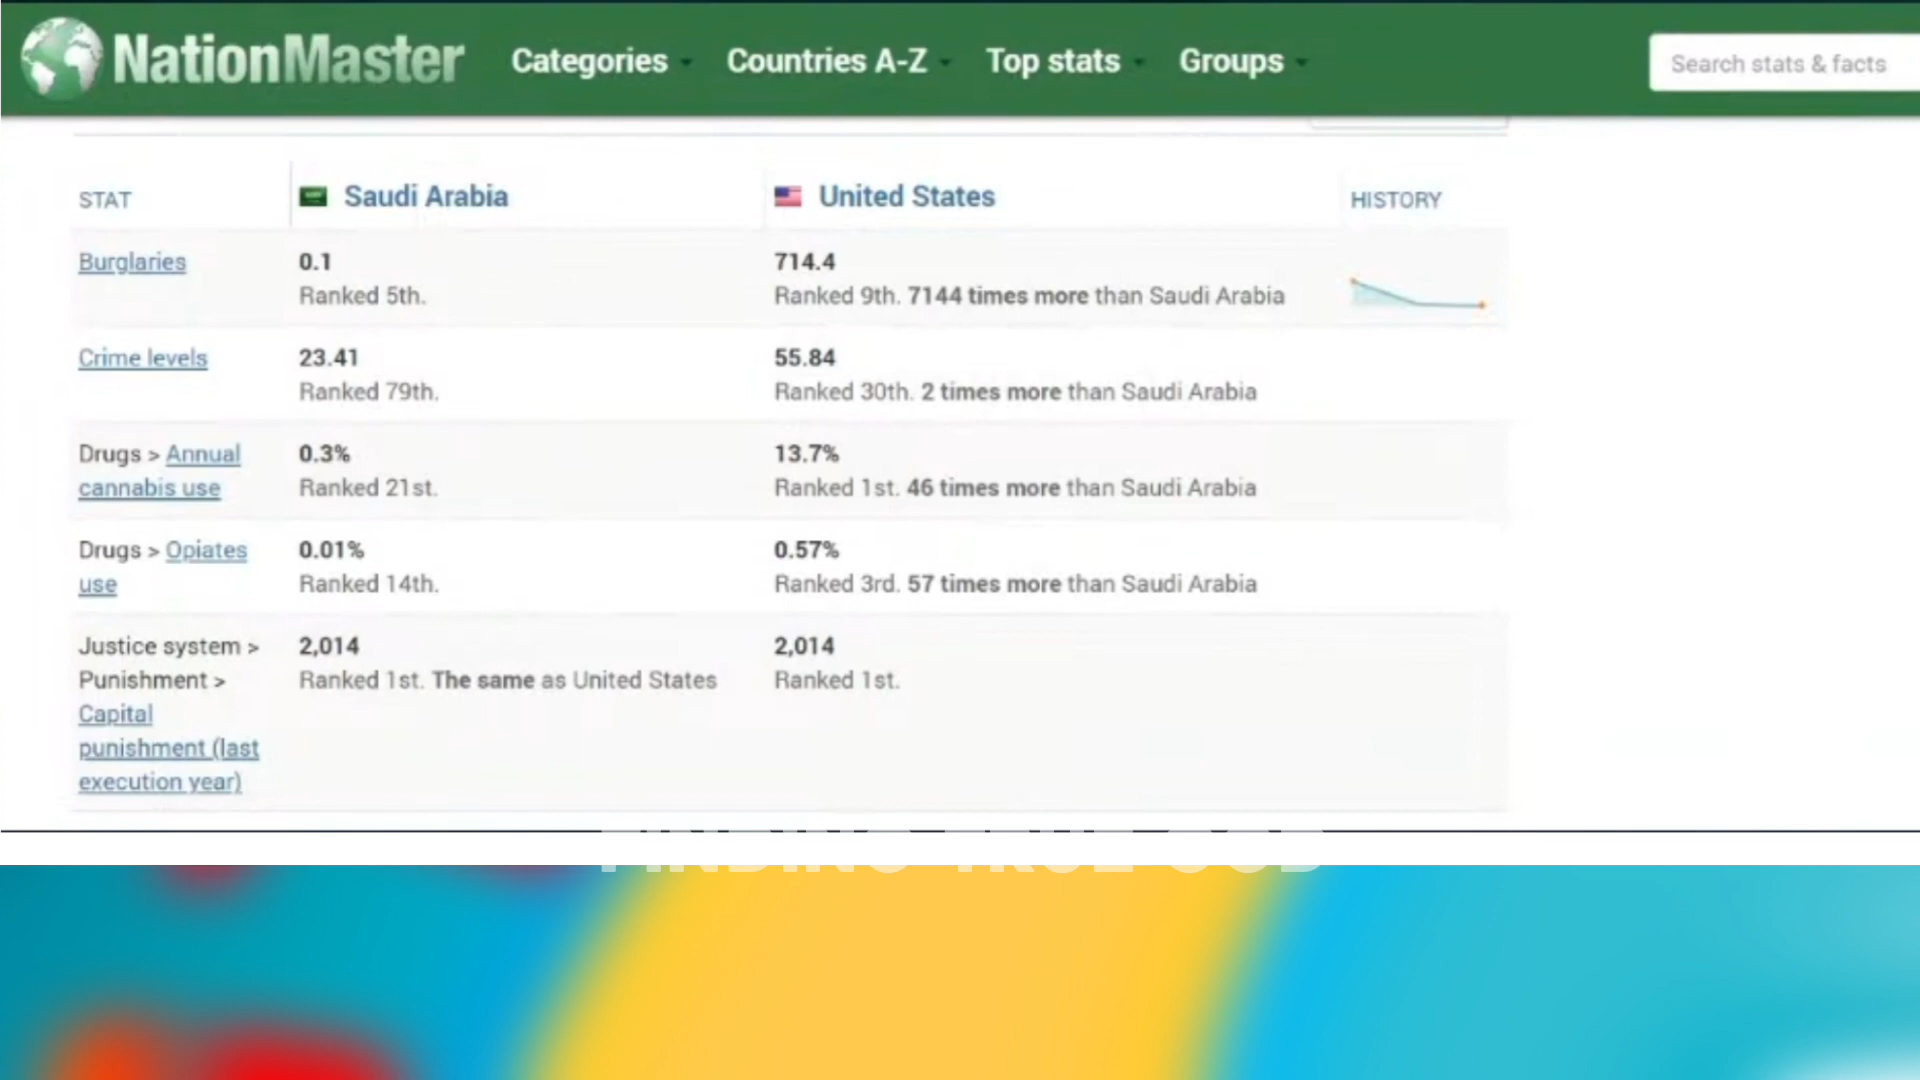 NationMaster Categories Countries A-Z Top stats Groups Search stats & facts
STAT Saudi Arabia United States HISTORY
Burglaries 0.1 714.4
Ranked 5th. Ranked 9th. 7144 times more than Saudi Arabia
Crime levels 23.41 55.84
Ranked 79th. Ranked 30th. 2 times more than Saudi Arabia
Drugs > Annual 0.3% 13.7%
cannabis use Ranked 21st. Ranked 1st. 46 times more than Saudi Arabia
Drugs > Opiates 0.01% 0.57%
use Ranked 14th. Ranked 3rd. 57 times more than Saudi Arabia
Justice system > 2,014 2,014
Punishment > Ranked 1st. The same as United States Ranked 1st.
Capital
punishment (last
execution year)
FINDING TRUE GOD